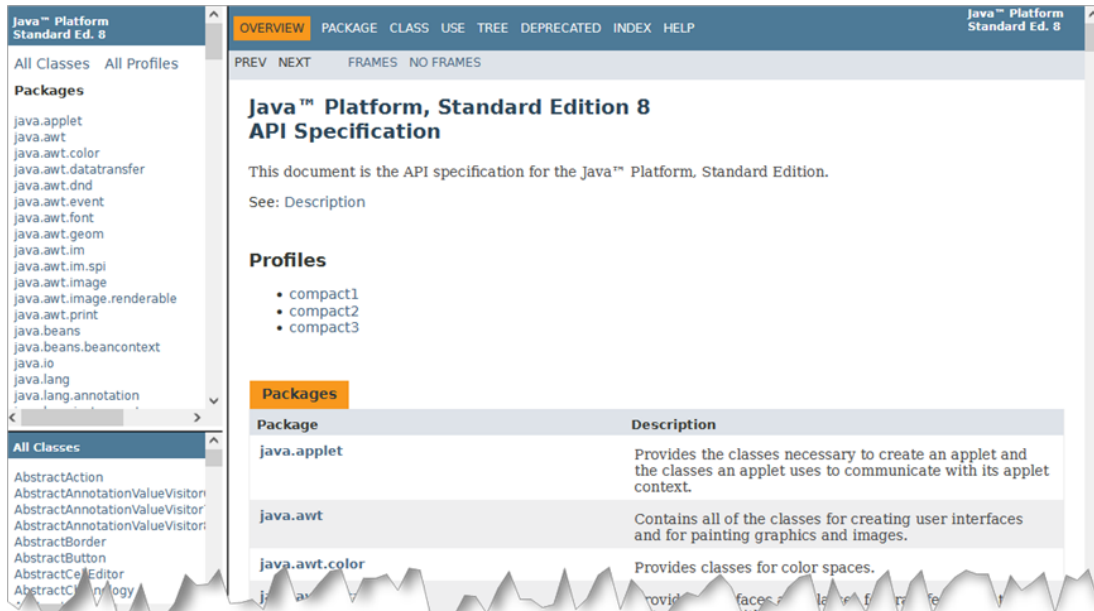 Java™ Platform
Standard Ed. 8
All Classes All Profiles
Packages
java.applet
java.awt
java.awt.color
java.awt.datatransfer
java.awt.dnd
java.awt.event
java.awt.font
java.awt.geom
java.awt.im
java.awt.im.spi
java.awt.image
java.awt.image.renderable
java.awt.print
java.beans
java.beans.beancontext
java.io
java.lang
java.lang.annotation
All Classes
AbstractAction
AbstractAnnotationValueVisitor
AbstractAnnotationValueVisitor
AbstractAnnotationValueVisitor
AbstractBorder
AbstractButton
OVERVIEW PACKAGE CLASS USE TREE DEPRECATED INDEX HELP
Java™ Platform
Standard Ed. 8
PREV NEXT FRAMES NO FRAMES
Java™ Platform, Standard Edition 8
API Specification
This document is the API specification for the Java™ Platform, Standard Edition.
See: Description
Profiles
• compact1
• compact2
• compact3
Packages
Package Description
java.applet Provides the classes necessary to create an applet and
the classes an applet uses to communicate with its applet
context.
java.awt Contains all of the classes for creating user interfaces
and for painting graphics and images.
java.awt.color Provides classes for color spaces.